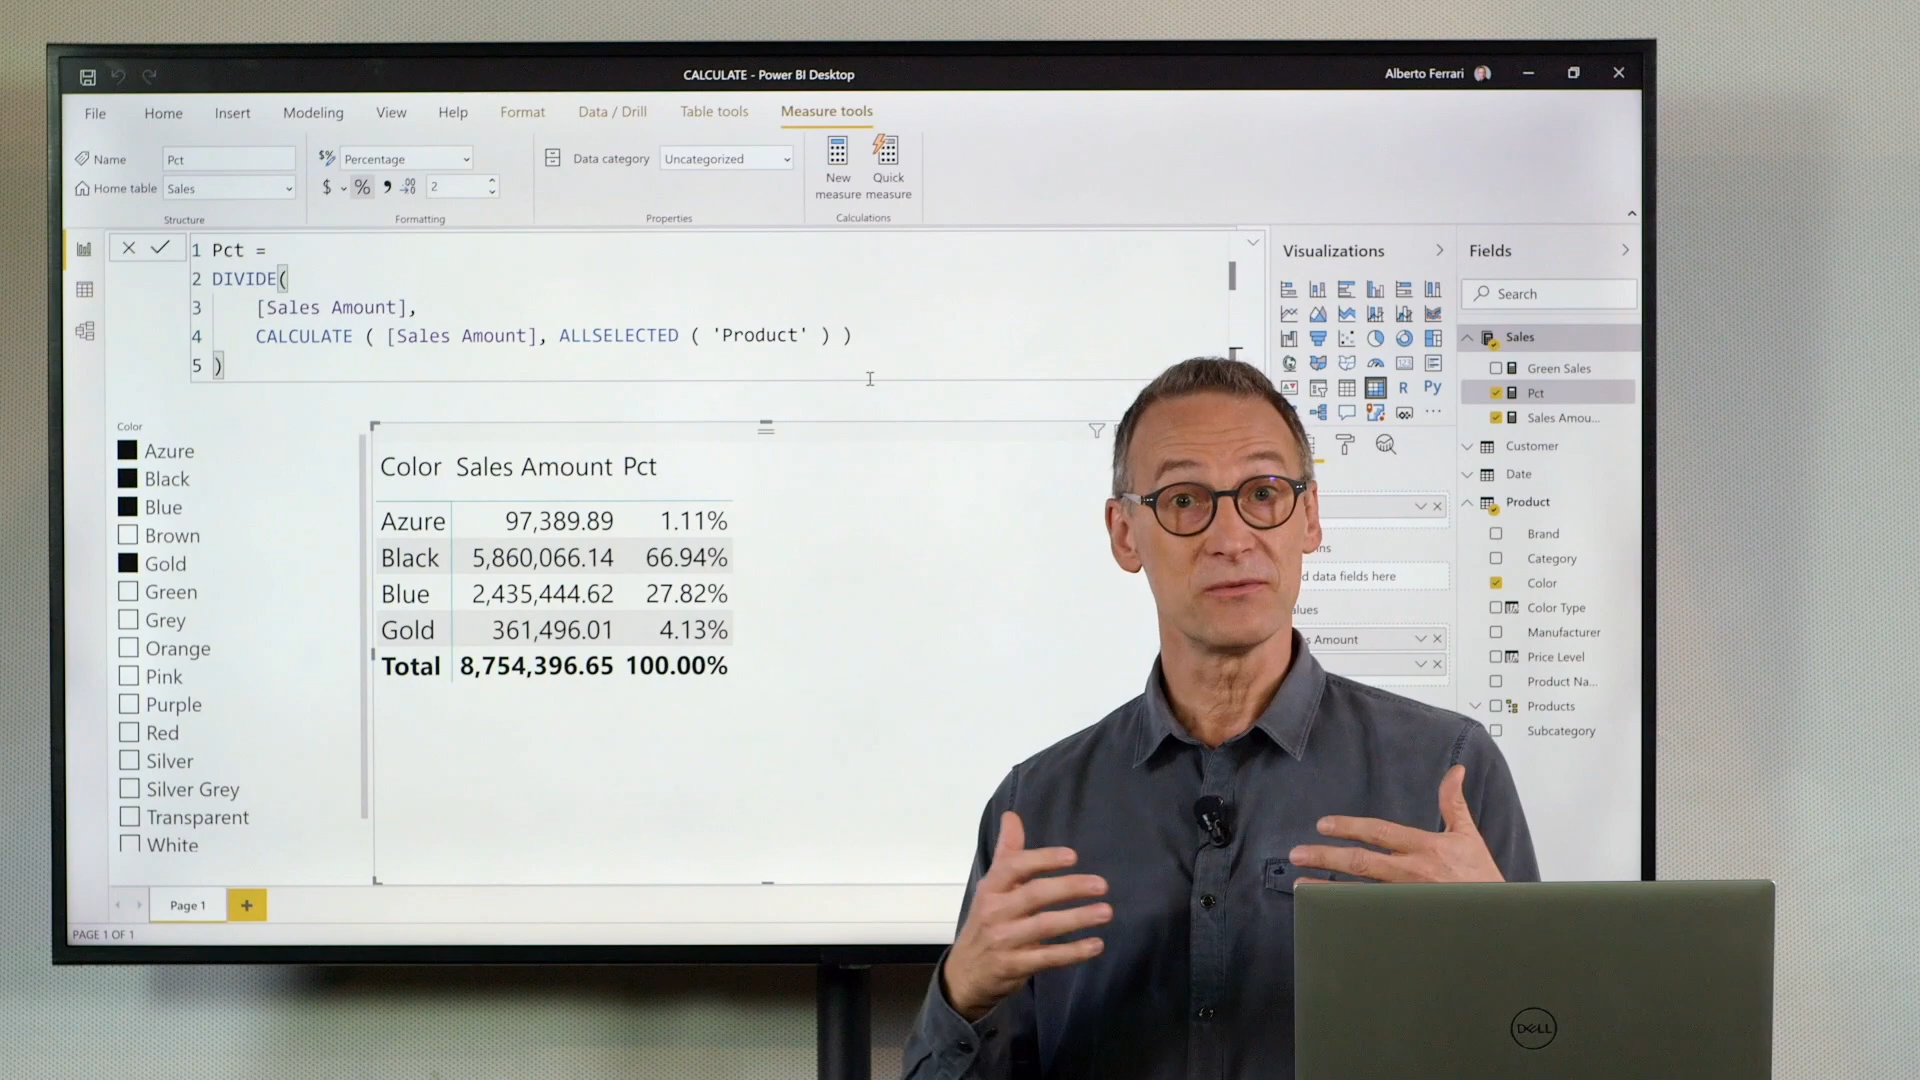 CALCULATE - Power BI Desktop
Alberto Ferrari
File Home Insert Modeling View Help Format Data / Drill Table tools Measure tools
Name Pct
Home table Sales
Structure
$% Percentage
$ % 2
Formatting
Data category Uncategorized
Properties
New measure
Quick measure
Calculations
1 Pct =
2 DIVIDE(
3 [Sales Amount],
4 CALCULATE ( [Sales Amount], ALLSELECTED ( 'Product' ) )
5 )
Color
Azure
Black
Blue
Brown
Gold
Green
Grey
Orange
Pink
Purple
Red
Silver
Silver Grey
Transparent
White
Color Sales Amount Pct
Azure 97,389.89 1.11%
Black 5,860,066.14 66.94%
Blue 2,435,444.62 27.82%
Gold 361,496.01 4.13%
Total 8,754,396.65 100.00%
Visualizations
R Py
ns
d data fields here
alues
s Amount
Fields
Search
Sales
Green Sales
Pct
Sales Amou...
Customer
Date
Product
Brand
Category
Color
Color Type
Manufacturer
Price Level
Product Na...
Products
Subcategory
Page 1
PAGE 1 OF 1
DELL